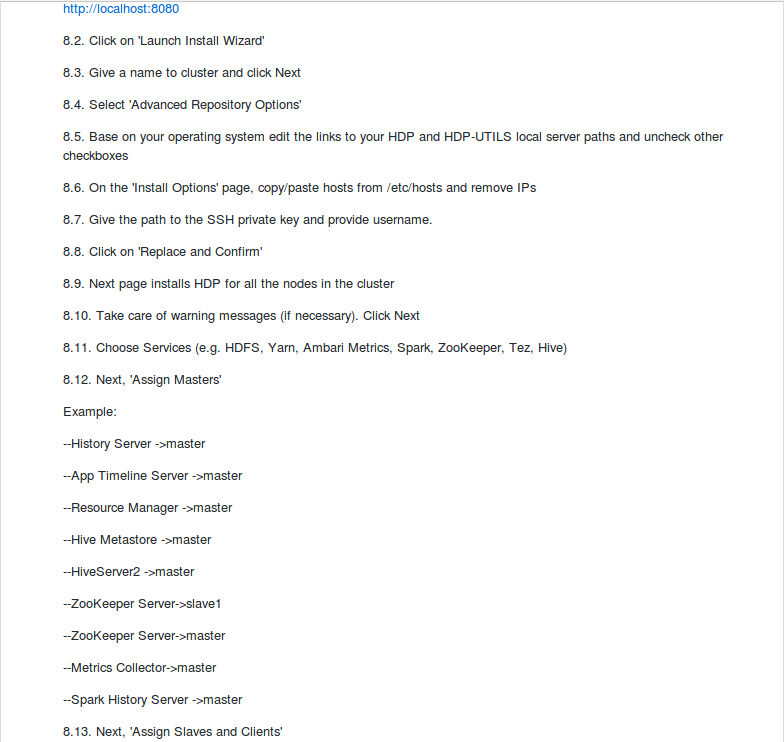 http://localhost:8080
8.2. Click on 'Launch Install Wizard'
8.3. Give a name to cluster and click Next
8.4. Select 'Advanced Repository Options'
8.5. Base on your operating system edit the links to your HDP and HDP-UTILS local server paths and uncheck other
checkboxes
8.6. On the 'Install Options' page, copy/paste hosts from /etc/hosts and remove IPs
8.7. Give the path to the SSH private key and provide username.
8.8. Click on 'Replace and Confirm'
8.9. Next page installs HDP for all the nodes in the cluster
8.10. Take care of warning messages (if necessary). Click Next
8.11. Choose Services (e.g. HDFS, Yarn, Ambari Metrics, Spark, ZooKeeper, Tez, Hive)
8.12. Next, 'Assign Masters'
Example:
--History Server ->master
--App Timeline Server ->master
--Resource Manager ->master
--Hive Metastore ->master
--HiveServer2 ->master
--ZooKeeper Server->slave1
--ZooKeeper Server->master
--Metrics Collector->master
--Spark History Server ->master
8.13. Next, 'Assign Slaves and Clients'